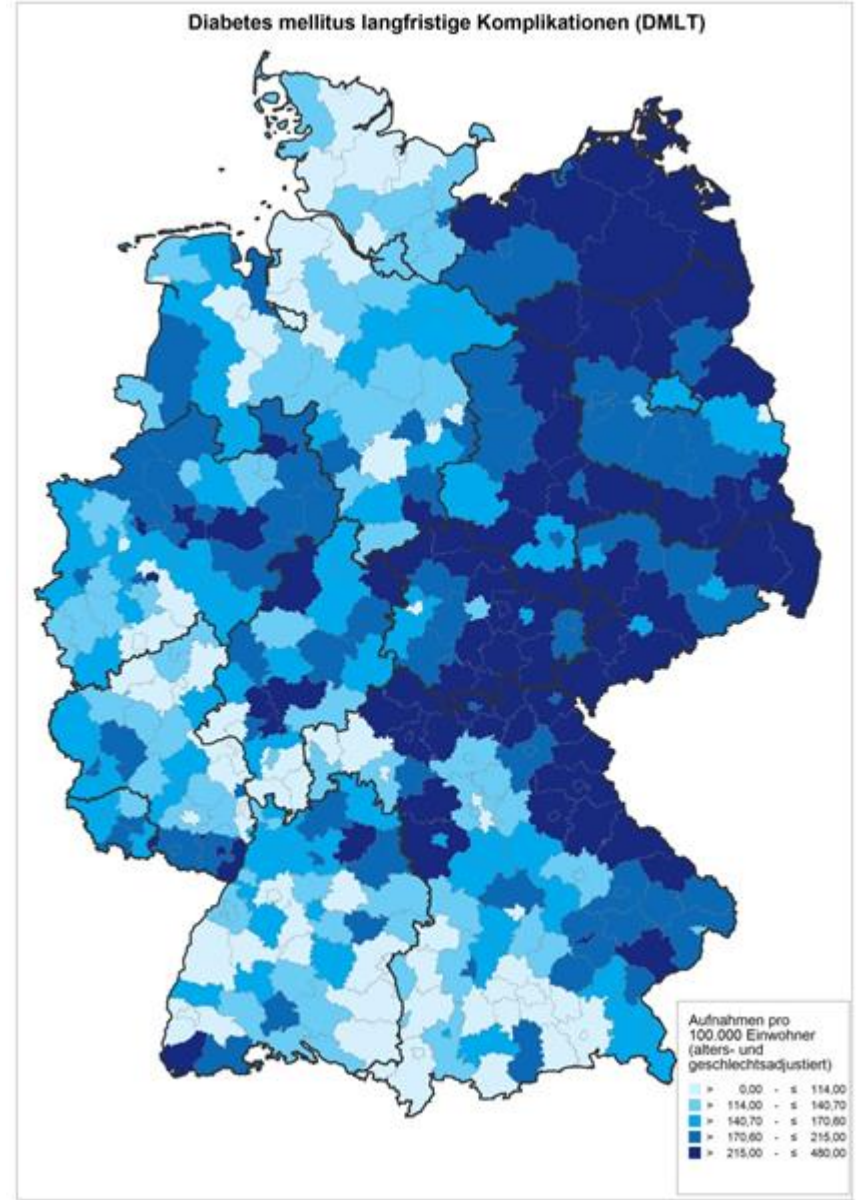 Diabetes mellitus langfristige Komplikationen (DMLT)
Aufnahmen pro
100.000 Einwohner
(alters- und
geschlechtsadjustiert)
> 0,00 - ≤ 114,00
> 114,00 - ≤ 140,70
> 140,70 - ≤ 170,60
> 170,60 - ≤ 215,00
> 215,00 - ≤ 480,00